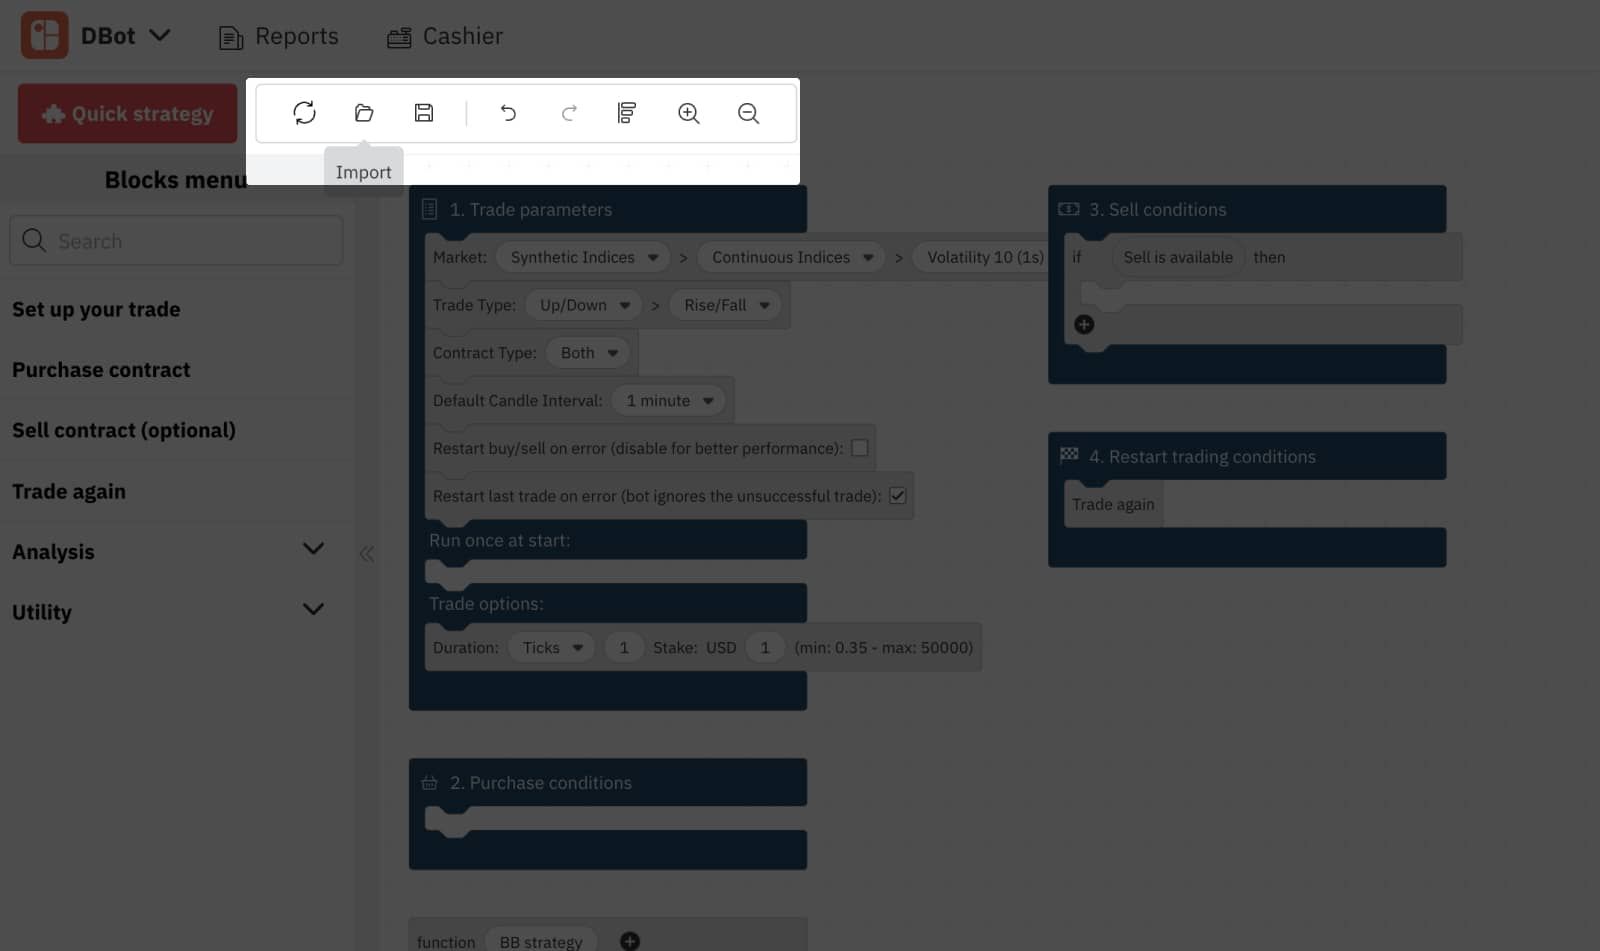 DBot
Reports
Cashier
Quick strategy
Import
Blocks menu
Search
Set up your trade
Purchase contract
Sell contract (optional)
Trade again
Analysis
Utility
1. Trade parameters
Market: Synthetic Indices > Continuous Indices > Volatility 10 (1s)
Trade Type: Up/Down > Rise/Fall
Contract Type: Both
Default Candle Interval: 1 minute
Restart buy/sell on error (disable for better performance):
Restart last trade on error (bot ignores the unsuccessful trade):
Run once at start:
Trade options:
Duration: Ticks 1 Stake: USD 1 (min: 0.35 - max: 50000)
2. Purchase conditions
function BB strategy
3. Sell conditions
if Sell is available then
4. Restart trading conditions
Trade again